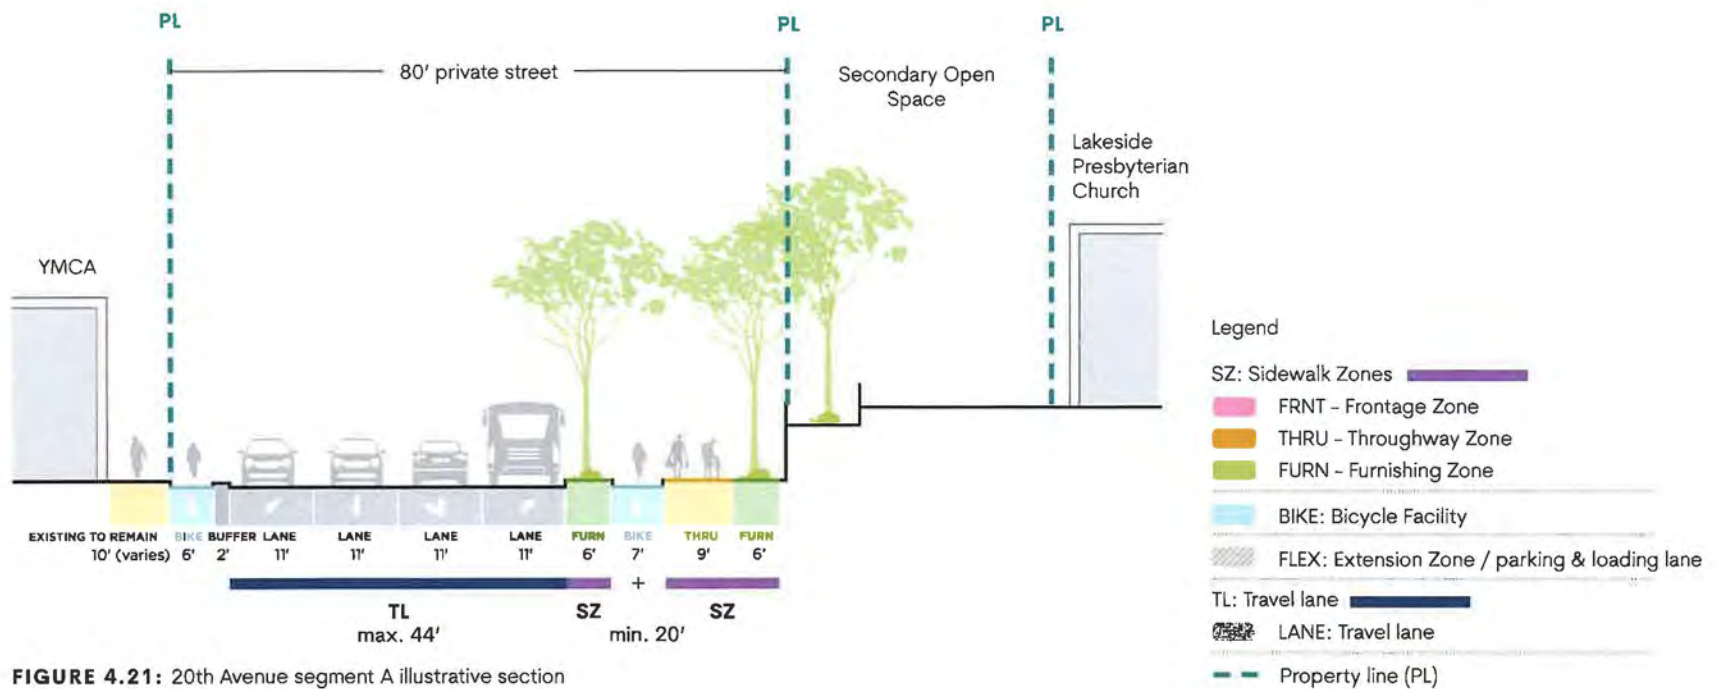 PL
PL
PL
80' private street
Secondary Open
Space
Lakeside
Presbyterian
Church
YMCA
EXISTING TO REMAIN BIKE BUFFER LANE LANE LANE LANE FURN BIKE THRU FURN
10' (varies) 6' 2' 11' 11' 11' 11' 6' 7' 9' 6'
+
TL SZ SZ
max. 44' min. 20'
FIGURE 4.21: 20th Avenue segment A illustrative section
Legend
SZ: Sidewalk Zones
FRNT - Frontage Zone
THRU - Throughway Zone
FURN - Furnishing Zone
BIKE: Bicycle Facility
FLEX: Extension Zone / parking & loading lane
TL: Travel lane
LANE: Travel lane
Property line (PL)